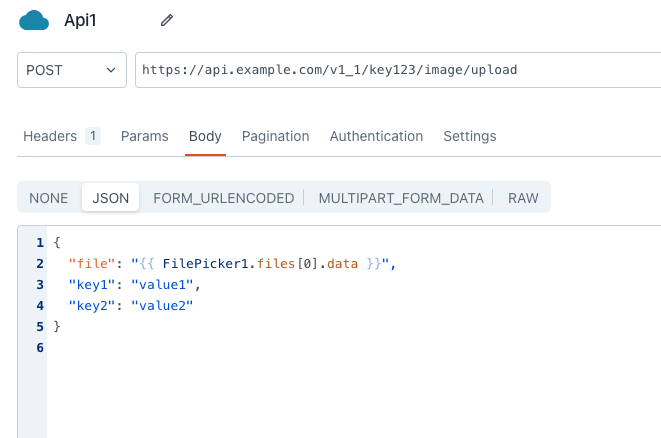 Api1
POST
https://api.example.com/v1_1/key123/image/upload
Headers 1 Params Body Pagination Authentication Settings
NONE JSON FORM_URLENCODED MULTIPART_FORM_DATA RAW
1 {
2 "file": "{{ FilePicker1.files[0].data }}",
3 "key1": "value1",
4 "key2": "value2"
5 }
6